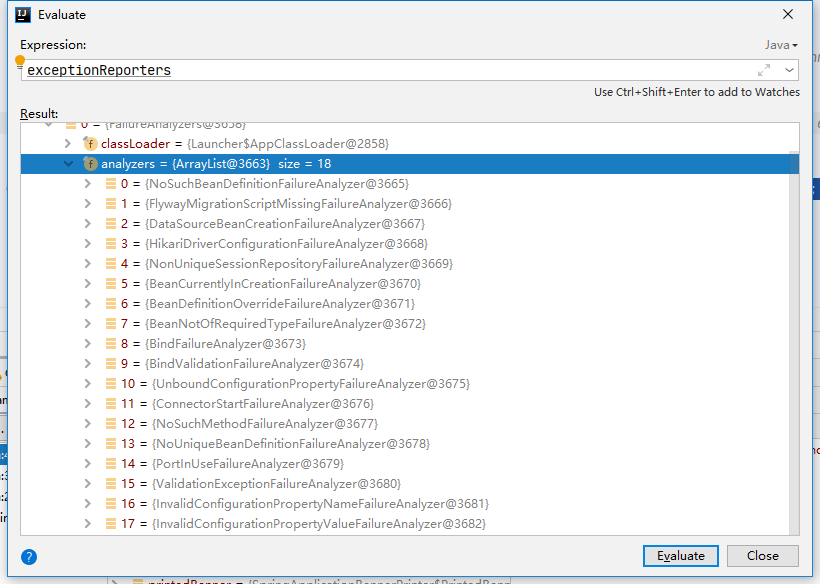 Evaluate
Expression:
Java
exceptionReporters
Use Ctrl+Shift+Enter to add to Watches
Result:
0 = {FailureAnalyzers@3658}
classLoader = {Launcher$AppClassLoader@2858}
analyzers = {ArrayList@3663} size = 18
0 = {NoSuchBeanDefinitionFailureAnalyzer@3665}
1 = {FlywayMigrationScriptMissingFailureAnalyzer@3666}
2 = {DataSourceBeanCreationFailureAnalyzer@3667}
3 = {HikariDriverConfigurationFailureAnalyzer@3668}
4 = {NonUniqueSessionRepositoryFailureAnalyzer@3669}
5 = {BeanCurrentlyInCreationFailureAnalyzer@3670}
6 = {BeanDefinitionOverrideFailureAnalyzer@3671}
7 = {BeanNotOfRequiredTypeFailureAnalyzer@3672}
8 = {BindFailureAnalyzer@3673}
9 = {BindValidationFailureAnalyzer@3674}
10 = {UnboundConfigurationPropertyFailureAnalyzer@3675}
11 = {ConnectorStartFailureAnalyzer@3676}
12 = {NoSuchMethodFailureAnalyzer@3677}
13 = {NoUniqueBeanDefinitionFailureAnalyzer@3678}
14 = {PortInUseFailureAnalyzer@3679}
15 = {ValidationExceptionFailureAnalyzer@3680}
16 = {InvalidConfigurationPropertyNameFailureAnalyzer@3681}
17 = {InvalidConfigurationPropertyValueFailureAnalyzer@3682}
Evaluate
Close